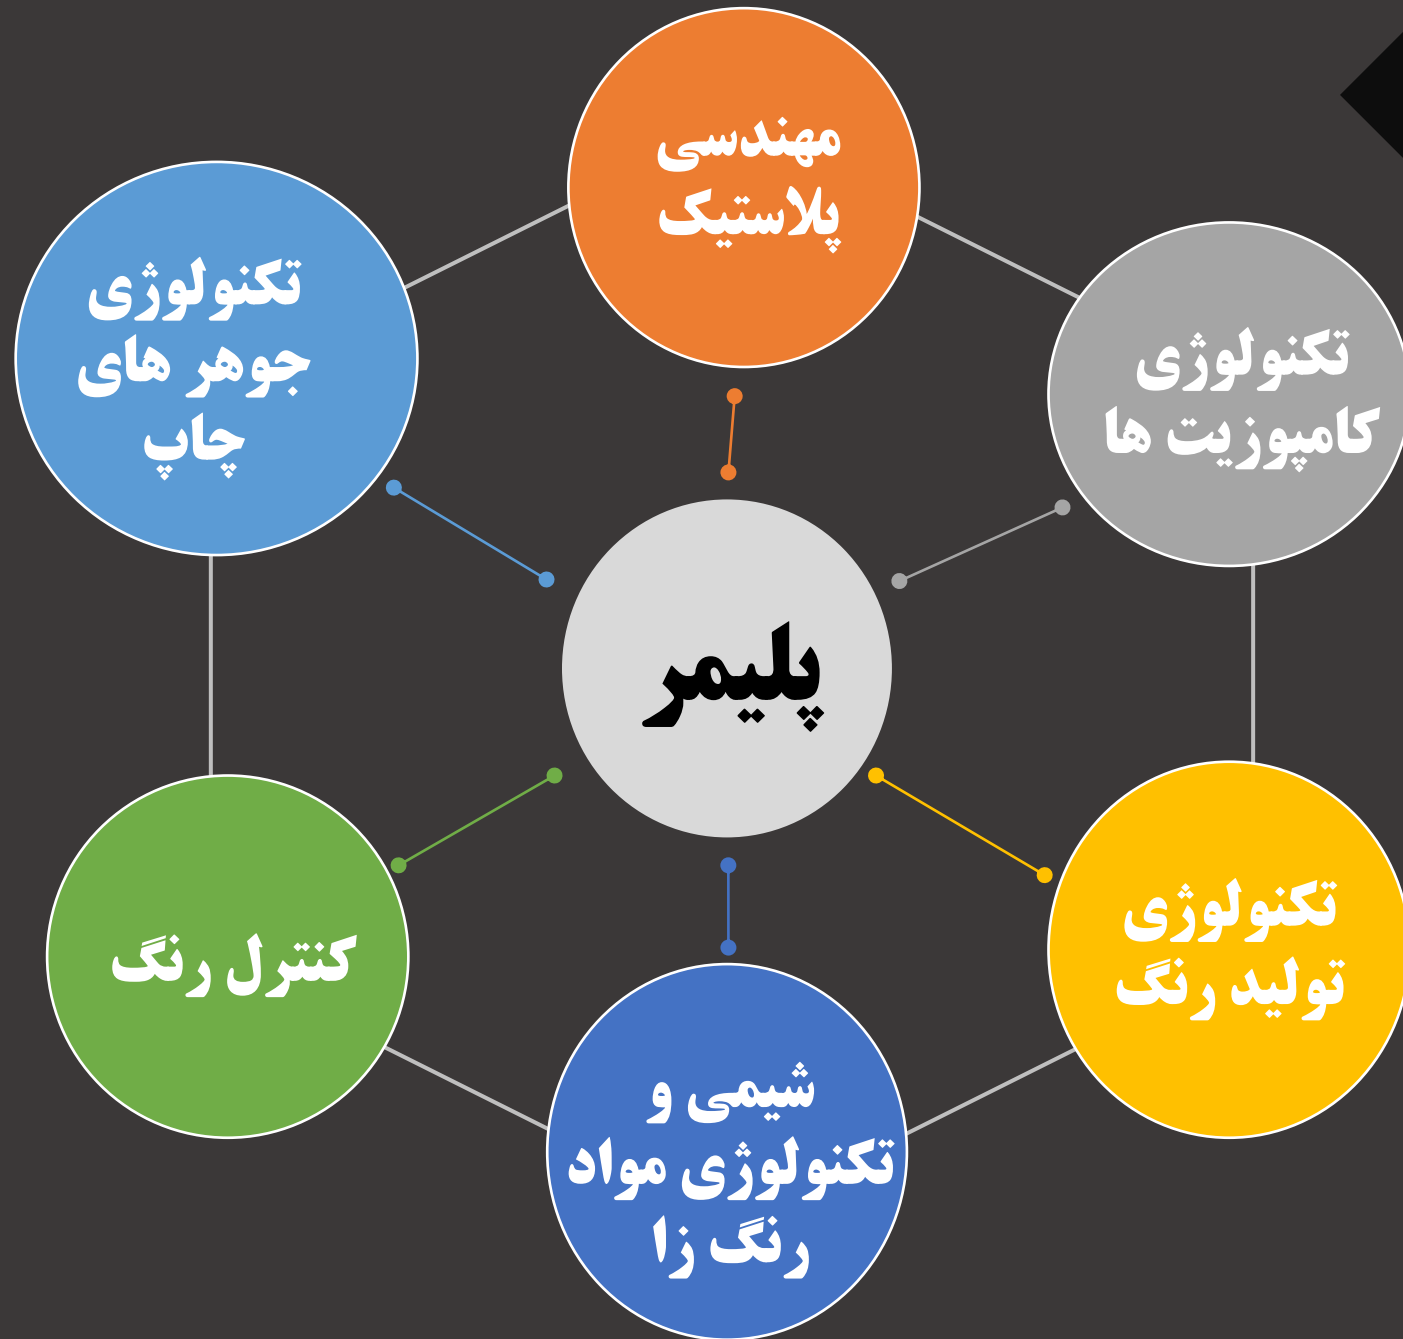 مهندسی
پلاستیک
تکنولوژی
کامپوزیت ها
تکنولوژی
تولید رنگ
شیمی و
تکنولوژی مواد
رنگ زا
کنترل رنگ
تکنولوژی
جوهر های
چاپ
پلیمر